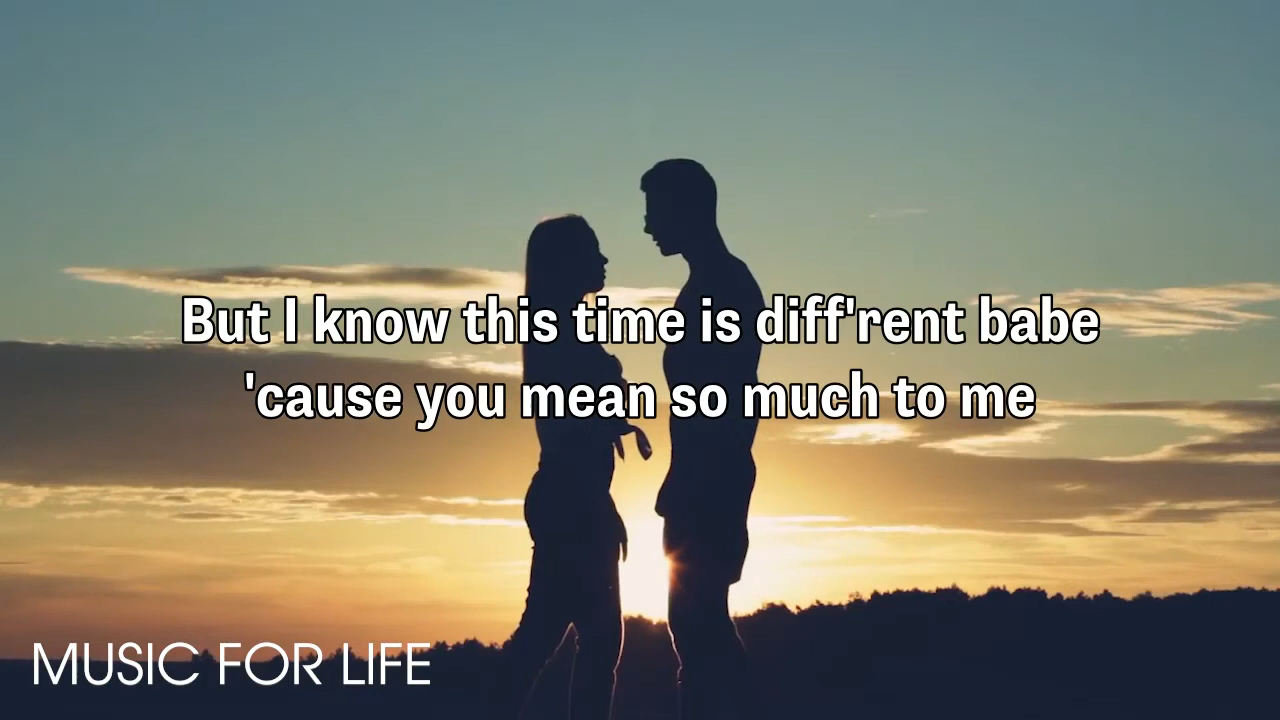 But I know this time is diff'rent babe
'cause you mean so much to me
MUSIC FOR LIFE